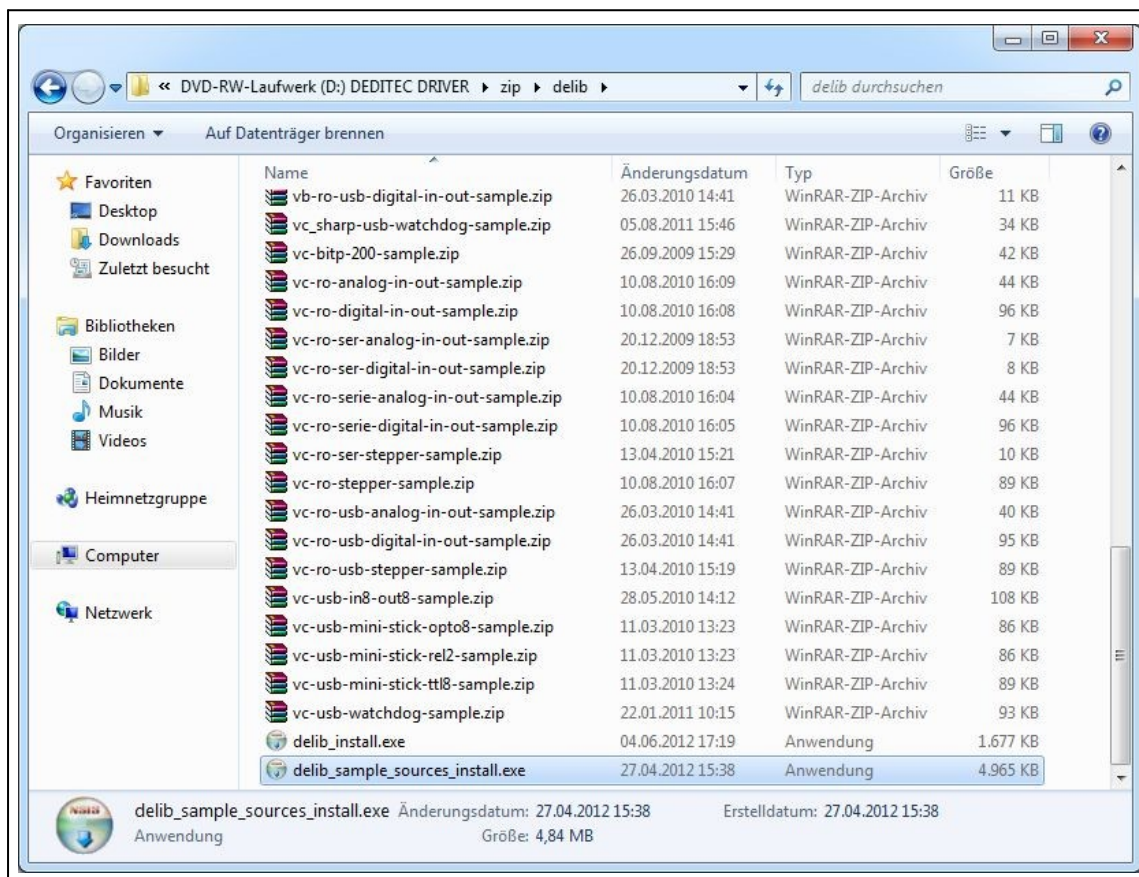 « DVD-RW-Laufwerk (D:) DEDITEC DRIVER ▸ zip ▸ delib ▸ delib durchsuchen
Organisieren ▾ Auf Datenträger brennen
Favoriten
Desktop
Downloads
Zuletzt besucht
Bibliotheken
Bilder
Dokumente
Musik
Videos
Heimnetzgruppe
Computer
Netzwerk
Name Änderungsdatum Typ Größe
vb-ro-usb-digital-in-out-sample.zip 26.03.2010 14:41 WinRAR-ZIP-Archiv 11 KB
vc_sharp-usb-watchdog-sample.zip 05.08.2011 15:46 WinRAR-ZIP-Archiv 34 KB
vc-bitp-200-sample.zip 26.09.2009 15:29 WinRAR-ZIP-Archiv 42 KB
vc-ro-analog-in-out-sample.zip 10.08.2010 16:09 WinRAR-ZIP-Archiv 44 KB
vc-ro-digital-in-out-sample.zip 10.08.2010 16:08 WinRAR-ZIP-Archiv 96 KB
vc-ro-ser-analog-in-out-sample.zip 20.12.2009 18:53 WinRAR-ZIP-Archiv 7 KB
vc-ro-ser-digital-in-out-sample.zip 20.12.2009 18:53 WinRAR-ZIP-Archiv 8 KB
vc-ro-serie-analog-in-out-sample.zip 10.08.2010 16:04 WinRAR-ZIP-Archiv 44 KB
vc-ro-serie-digital-in-out-sample.zip 10.08.2010 16:05 WinRAR-ZIP-Archiv 96 KB
vc-ro-ser-stepper-sample.zip 13.04.2010 15:21 WinRAR-ZIP-Archiv 10 KB
vc-ro-stepper-sample.zip 10.08.2010 16:07 WinRAR-ZIP-Archiv 89 KB
vc-ro-usb-analog-in-out-sample.zip 26.03.2010 14:41 WinRAR-ZIP-Archiv 40 KB
vc-ro-usb-digital-in-out-sample.zip 26.03.2010 14:41 WinRAR-ZIP-Archiv 95 KB
vc-ro-usb-stepper-sample.zip 13.04.2010 15:19 WinRAR-ZIP-Archiv 89 KB
vc-usb-in8-out8-sample.zip 28.05.2010 14:12 WinRAR-ZIP-Archiv 108 KB
vc-usb-mini-stick-opto8-sample.zip 11.03.2010 13:23 WinRAR-ZIP-Archiv 86 KB
vc-usb-mini-stick-rel2-sample.zip 11.03.2010 13:23 WinRAR-ZIP-Archiv 86 KB
vc-usb-mini-stick-ttl8-sample.zip 11.03.2010 13:24 WinRAR-ZIP-Archiv 89 KB
vc-usb-watchdog-sample.zip 22.01.2011 10:15 WinRAR-ZIP-Archiv 93 KB
delib_install.exe 04.06.2012 17:19 Anwendung 1.677 KB
delib_sample_sources_install.exe 27.04.2012 15:38 Anwendung 4.965 KB
delib_sample_sources_install.exe Änderungsdatum: 27.04.2012 15:38 Erstelldatum: 27.04.2012 15:38
Anwendung Größe: 4,84 MB